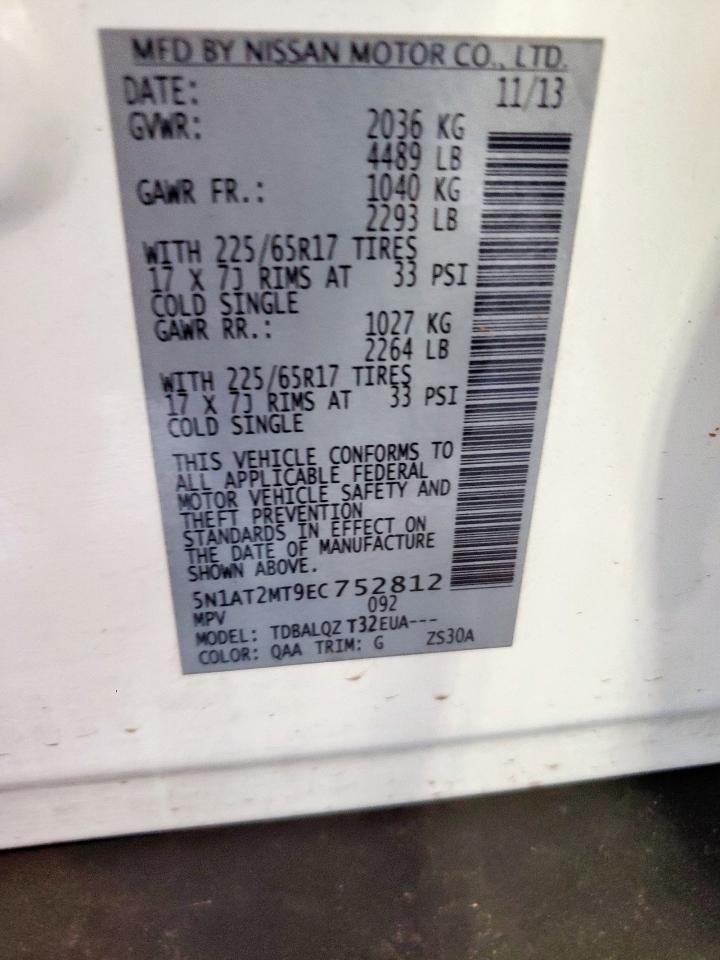 MFD BY NISSAN MOTOR CO., LTD.
DATE: 11/13
GVWR: 2036 KG
4489 LB
GAWR FR.: 1040 KG
2293 LB
WITH 225/65R17 TIRES
17 X 7J RIMS AT 33 PSI
COLD SINGLE
GAWR RR.: 1027 KG
2264 LB
WITH 225/65R17 TIRES
17 X 7J RIMS AT 33 PSI
COLD SINGLE
THIS VEHICLE CONFORMS TO
ALL APPLICABLE FEDERAL
MOTOR VEHICLE SAFETY AND
THEFT PREVENTION
STANDARDS IN EFFECT ON
THE DATE OF MANUFACTURE
SHOWN ABOVE.
5N1AT2MT9EC752812
MPV 092
MODEL: TDBALQZ T32EUA---
COLOR: QAA TRIM: G ZS30A